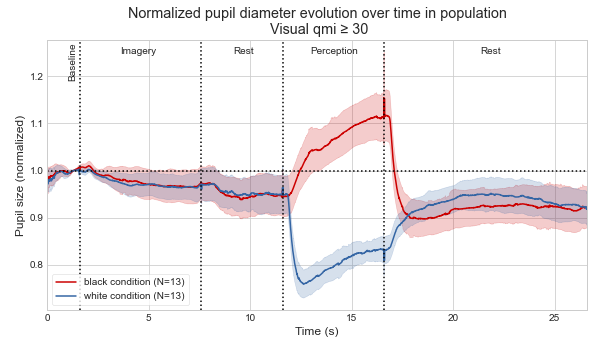 Normalized pupil diameter evolution over time in population
Visual qmi ≥ 30
Baseline
Imagery
Rest
Perception
Rest
Pupil size (normalized)
1.2
1.1
1.0
0.9
0.8
black condition (N=13)
white condition (N=13)
0
5
10
15
20
25
Time (s)